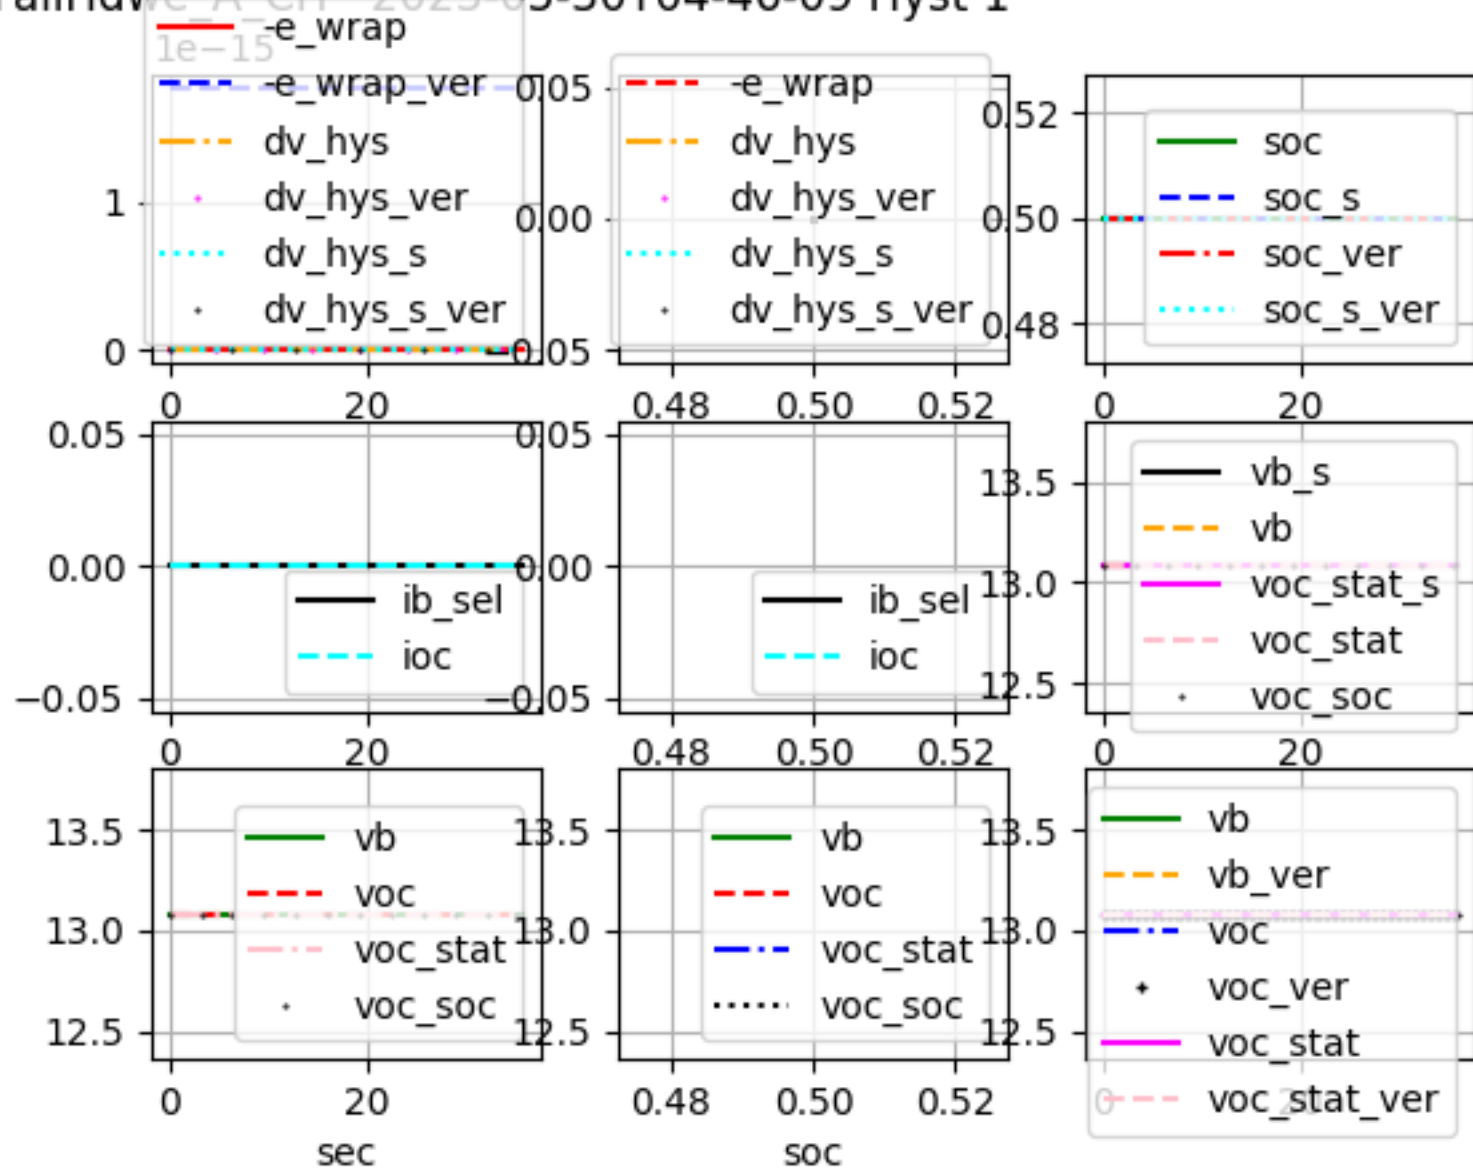 Hyst 1
1e−15
-e_wrap
-e_wrap_ver
dv_hys
dv_hys_ver
dv_hys_s
dv_hys_s_ver
1
0
0 20
-e_wrap
dv_hys
dv_hys_ver
dv_hys_s
dv_hys_s_ver
0.05
0.00
−0.05
0.48 0.50 0.52
soc
soc_s
soc_ver
soc_s_ver
0.52
0.50
0.48
0 20
0.05
0.00
−0.05
ib_sel
ioc
0 20
0.05
0.00
−0.05
ib_sel
ioc
0.48 0.50 0.52
13.5
13.0
12.5
vb_s
vb
voc_stat_s
voc_stat
voc_soc
0 20
13.5
13.0
12.5
vb
voc
voc_stat
voc_soc
0 20
sec
13.5
13.0
12.5
vb
voc
voc_stat
voc_soc
0.48 0.50 0.52
soc
13.5
13.0
12.5
vb
vb_ver
voc
voc_ver
voc_stat
voc_stat_ver
0 20